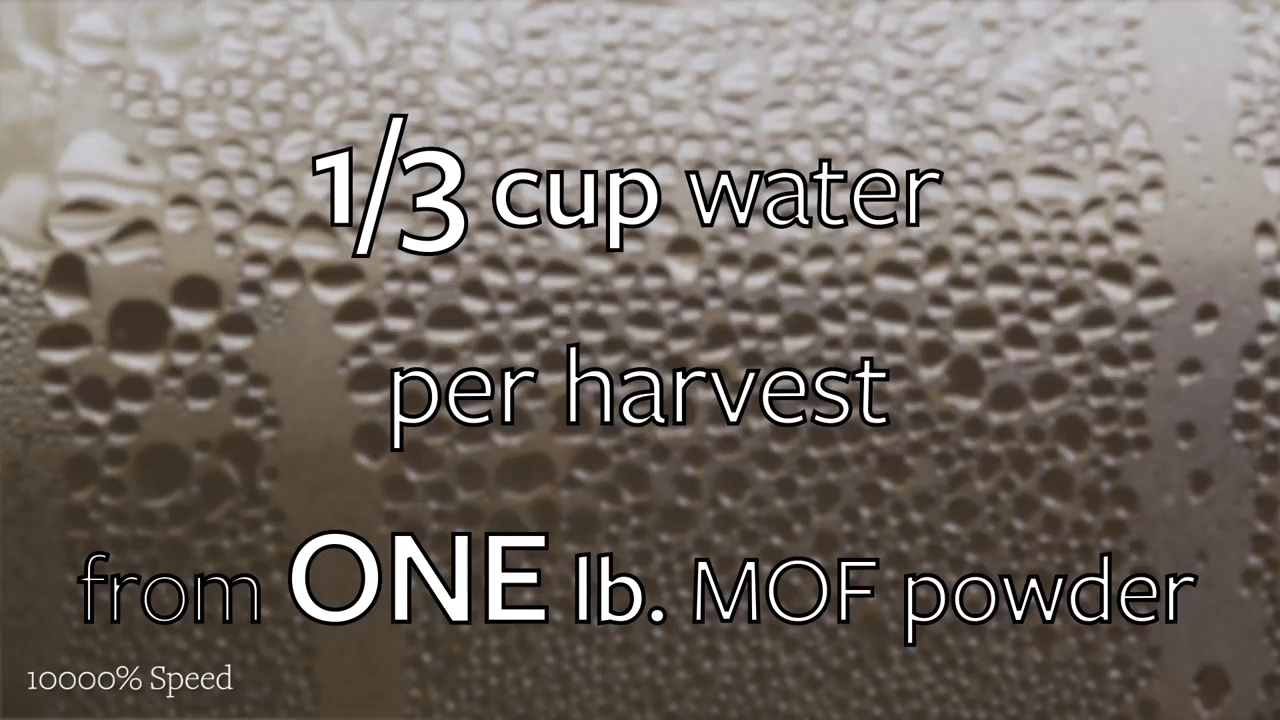 1/3 cup water
per harvest
from ONE lb. MOF powder
10000% Speed